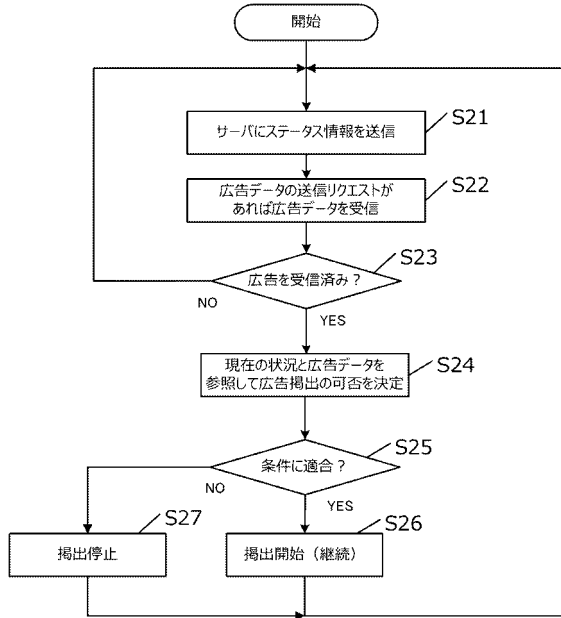 開始
サーバにステータス情報を送信
S21
広告データの送信リクエストが
あれば広告データを受信
S22
広告を受信済み？
S23
NO
YES
現在の状況と広告データを
参照して広告掲出の可否を決定
S24
条件に適合？
S25
NO
YES
掲出停止
S27
掲出開始（継続）
S26